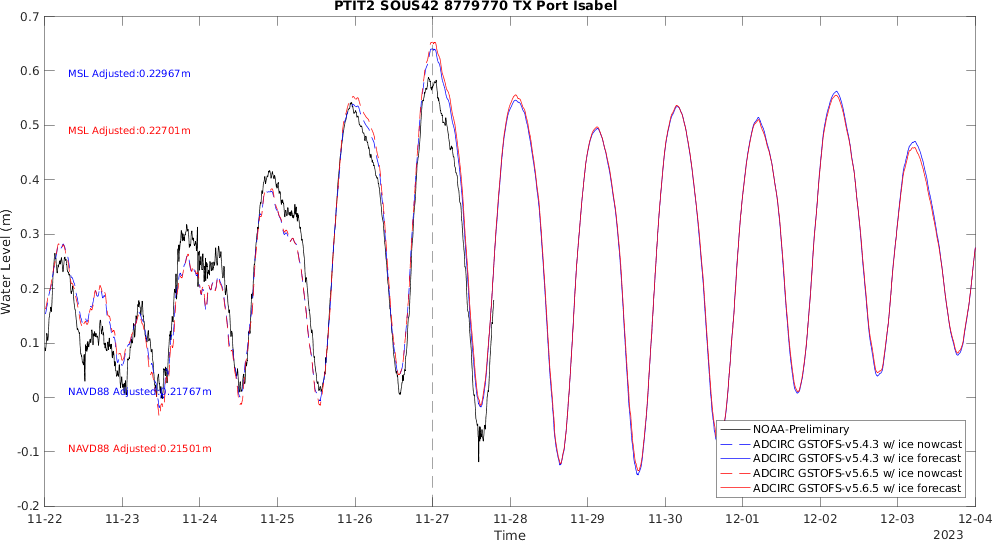 PTIT2 SOUS42 8779770 TX Port Isabel
0.7
0.6
0.5
0.4
0.3
0.2
0.1
0
-0.1
-0.2
Water Level (m)
MSL Adjusted:0.22967m
MSL Adjusted:0.22701m
NAVD88 Adjusted:0.21767m
NAVD88 Adjusted:0.21501m
NOAA-Preliminary
ADCIRC GSTOFS-v5.4.3 w/ ice nowcast
ADCIRC GSTOFS-v5.4.3 w/ ice forecast
ADCIRC GSTOFS-v5.6.5 w/ ice nowcast
ADCIRC GSTOFS-v5.6.5 w/ ice forecast
11-22 11-23 11-24 11-25 11-26 11-27 11-28 11-29 11-30 12-01 12-02 12-03 12-04
Time
2023